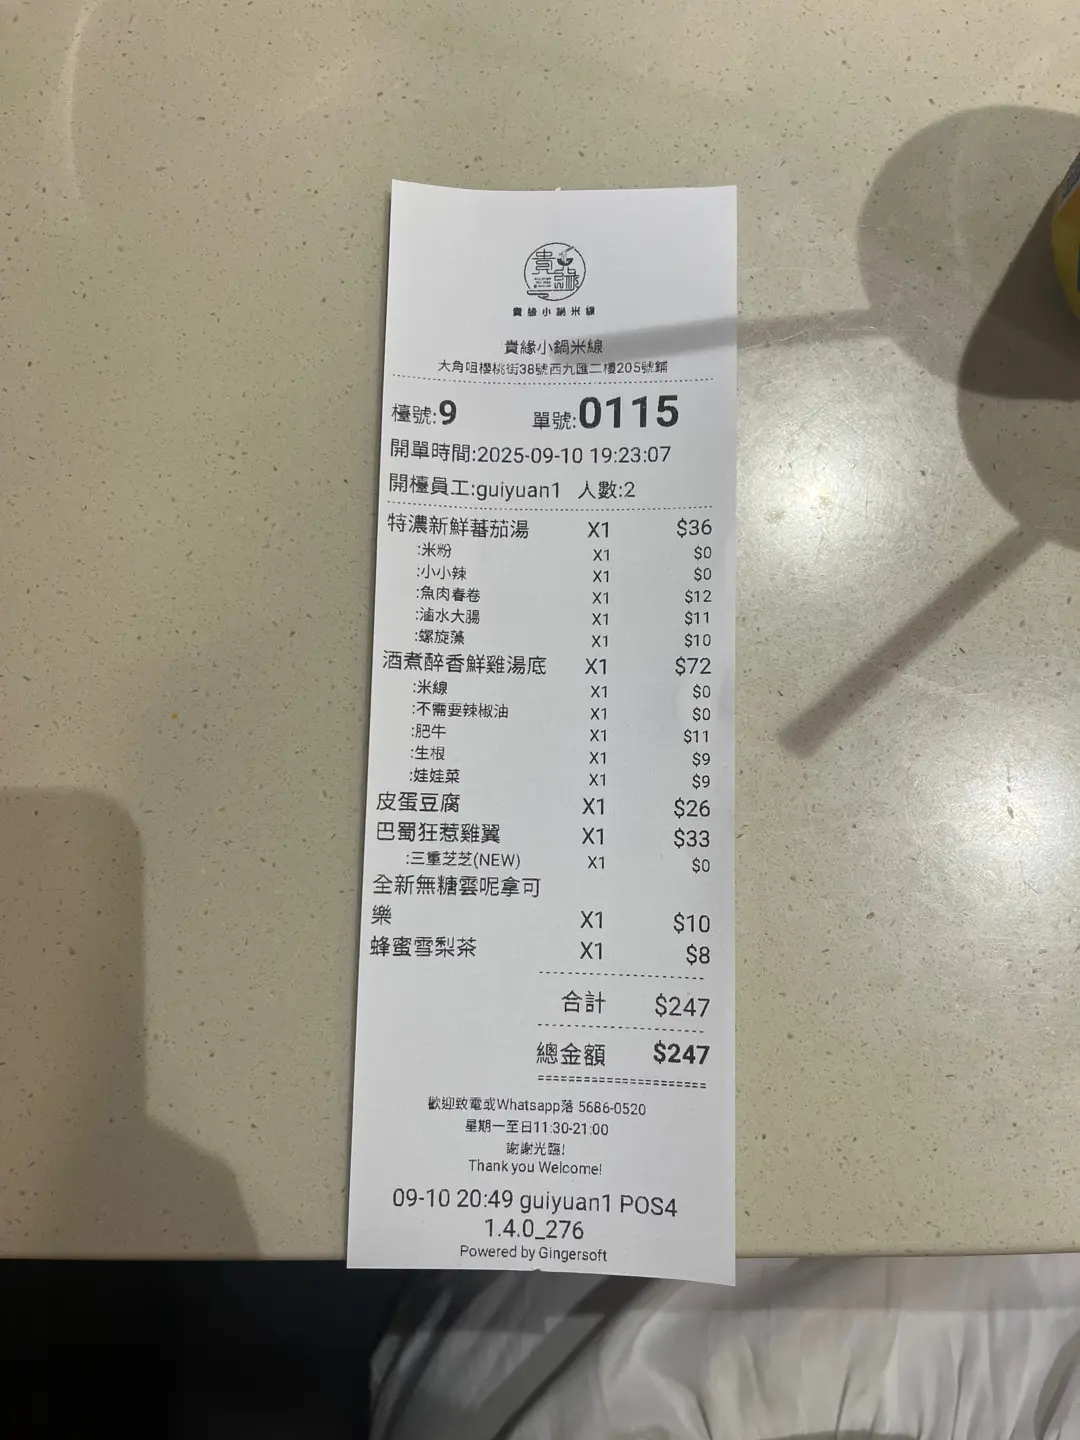 貴緣小鍋米線
貴緣小鍋米線
大角咀櫻桃街38號西九匯二樓205號鋪
檯號:9 單號:0115
開單時間:2025-09-10 19:23:07
開檯員工:guiyuan1 人數:2
特濃新鮮蕃茄湯 X1 $36
:米粉 X1 $0
:小小辣 X1 $0
:魚肉春卷 X1 $12
:滷水大腸 X1 $11
:螺旋藻 X1 $10
酒煮醉香鮮雞湯底 X1 $72
:米線 X1 $0
:不需要辣椒油 X1 $0
:肥牛 X1 $11
:生根 X1 $9
:娃娃菜 X1 $9
皮蛋豆腐 X1 $26
巴蜀狂惹雞翼 X1 $33
:三重芝芝(NEW) X1 $0
全新無糖雲呢拿可
樂 X1 $10
蜂蜜雪梨茶 X1 $8
合計 $247
總金額 $247
歡迎致電或Whatsapp落 5686-0520
星期一至日11:30-21:00
謝謝光臨!
Thank you Welcome!
09-10 20:49 guiyuan1 POS4
1.4.0_276
Powered by Gingersoft